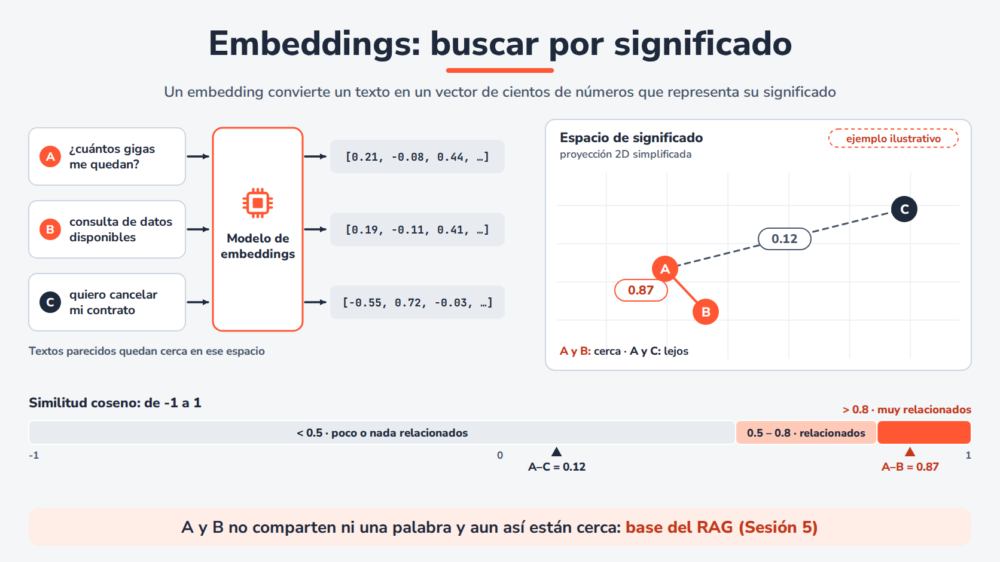 Embeddings: buscar por significado
Un embedding convierte un texto en un vector de cientos de números que representa su significado
A
¿cuántos gigas
me quedan?
B
consulta de datos
disponibles
C
quiero cancelar
mi contrato
Modelo de
embeddings
[0.21, -0.08, 0.44, …]
[0.19, -0.11, 0.41, …]
[-0.55, 0.72, -0.03, …]
Textos parecidos quedan cerca en ese espacio
Espacio de significado
proyección 2D simplificada
ejemplo ilustrativo
C
0.12
A
0.87
B
A y B: cerca · A y C: lejos
Similitud coseno: de -1 a 1
> 0.8 · muy relacionados
< 0.5 · poco o nada relacionados
0.5 – 0.8 · relacionados
-1
0
1
A–C = 0.12
A–B = 0.87
A y B no comparten ni una palabra y aun así están cerca: base del RAG (Sesión 5)